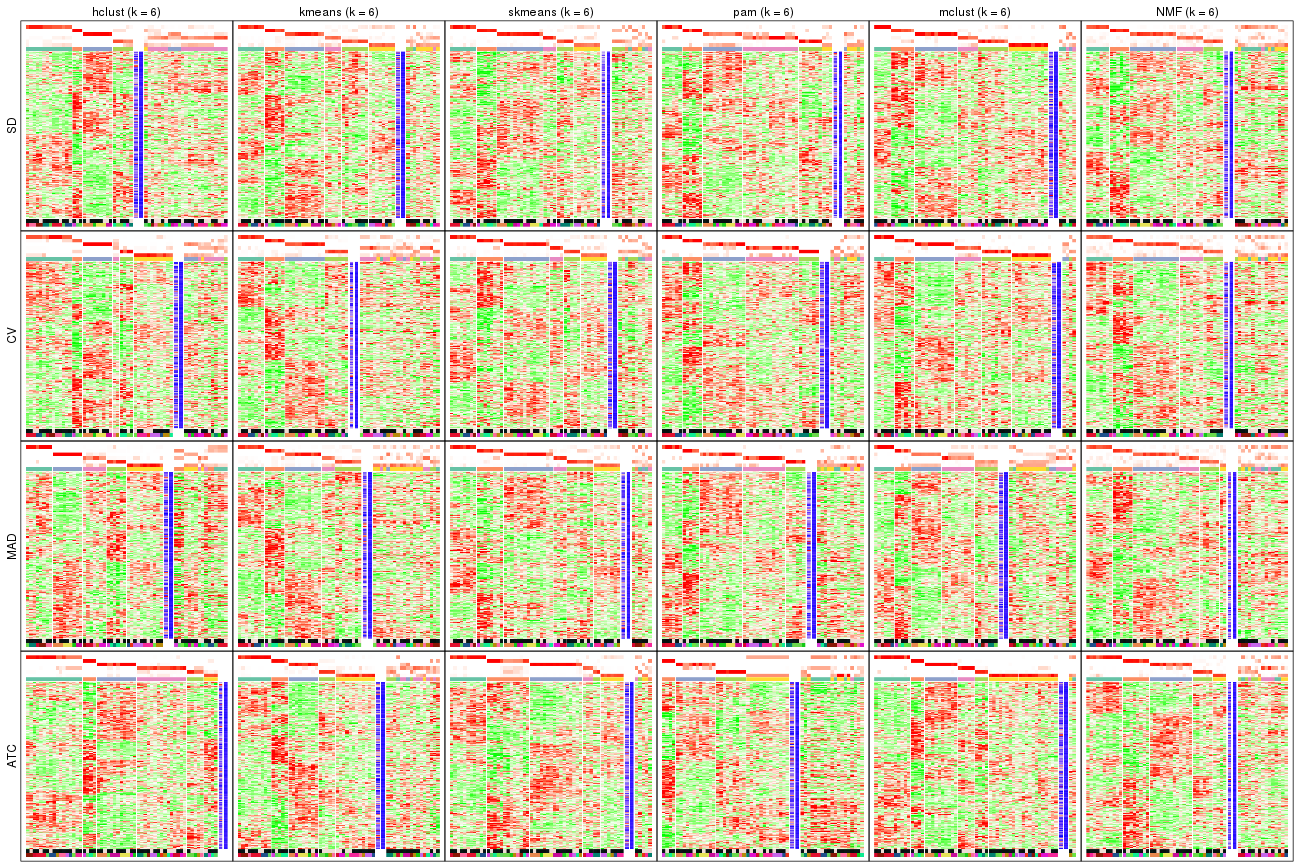 hclust (k = 6) kmeans (k = 6) skmeans (k = 6) pam (k = 6) mclust (k = 6) NMF (k = 6)
SD
CV
MAD
ATC